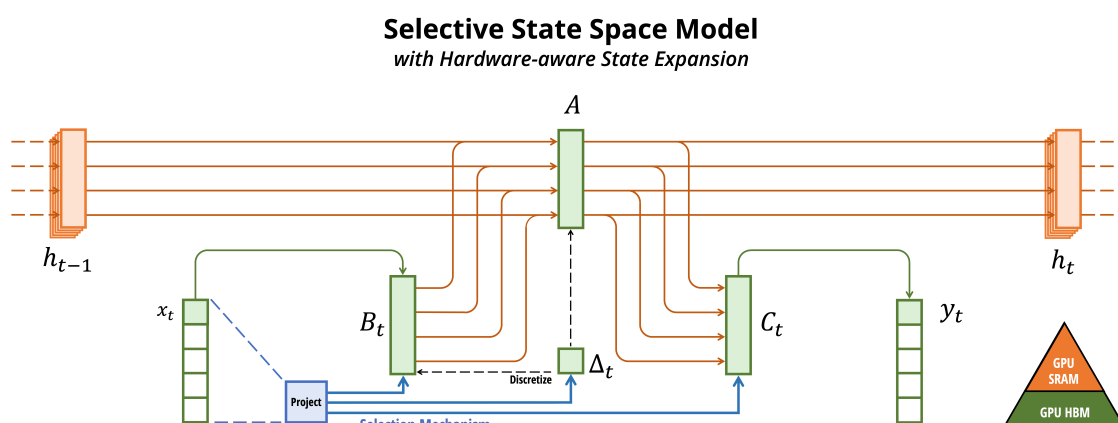 Selective State Space Model
with Hardware-aware State Expansion
A
h_{t−1}
h_t
x_t
B_t
C_t
y_t
Δ_t
Discretize
Project
Selection Mechanism
GPU
SRAM
GPU HBM